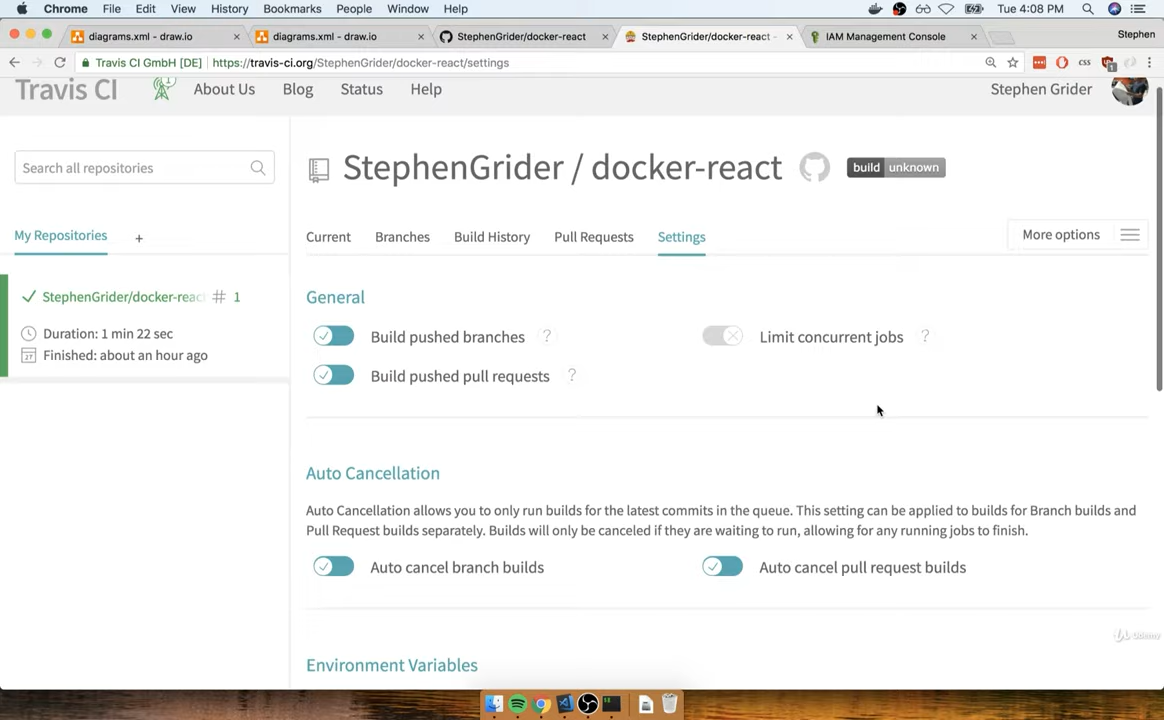 Chrome File Edit View History Bookmarks People Window Help Tue 4:08 PM
diagrams.xml - draw.io × diagrams.xml - draw.io × StephenGrider/docker-react × StephenGrider/docker-react - × IAM Management Console × Stephen
Travis CI GmbH [DE] https://travis-ci.org/StephenGrider/docker-react/settings css 1
Travis CI 1 About Us Blog Status Help Stephen Grider
Search all repositories
StephenGrider / docker-react build unknown
My Repositories +
Current Branches Build History Pull Requests Settings More options
StephenGrider/docker-reac # 1
Duration: 1 min 22 sec
27 Finished: about an hour ago
General
Build pushed branches ? Limit concurrent jobs ?
Build pushed pull requests ?
Auto Cancellation
Auto Cancellation allows you to only run builds for the latest commits in the queue. This setting can be applied to builds for Branch builds and
Pull Request builds separately. Builds will only be canceled if they are waiting to run, allowing for any running jobs to finish.
Auto cancel branch builds Auto cancel pull request builds
Udemy
Environment Variables